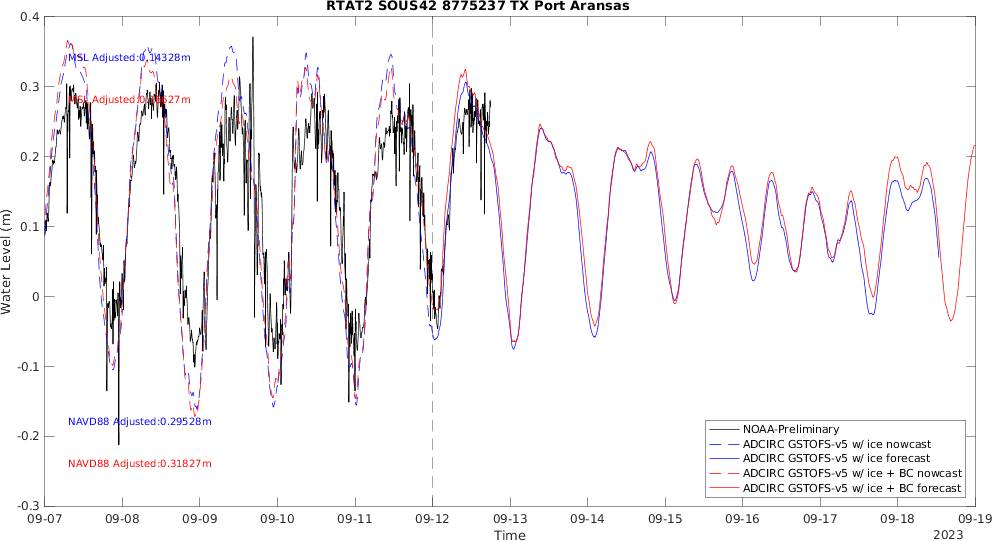 RTAT2 SOUS42 8775237 TX Port Aransas
0.4
0.3
0.2
0.1
0
-0.1
-0.2
-0.3
Water Level (m)
MSL Adjusted:0.14328m
NAVD88 Adjusted:0.29528m
NAVD88 Adjusted:0.31827m
NOAA-Preliminary
ADCIRC GSTOFS-v5 w/ ice nowcast
ADCIRC GSTOFS-v5 w/ ice forecast
ADCIRC GSTOFS-v5 w/ ice + BC nowcast
ADCIRC GSTOFS-v5 w/ ice + BC forecast
09-07 09-08 09-09 09-10 09-11 09-12 09-13 09-14 09-15 09-16 09-17 09-18 09-19
Time
2023